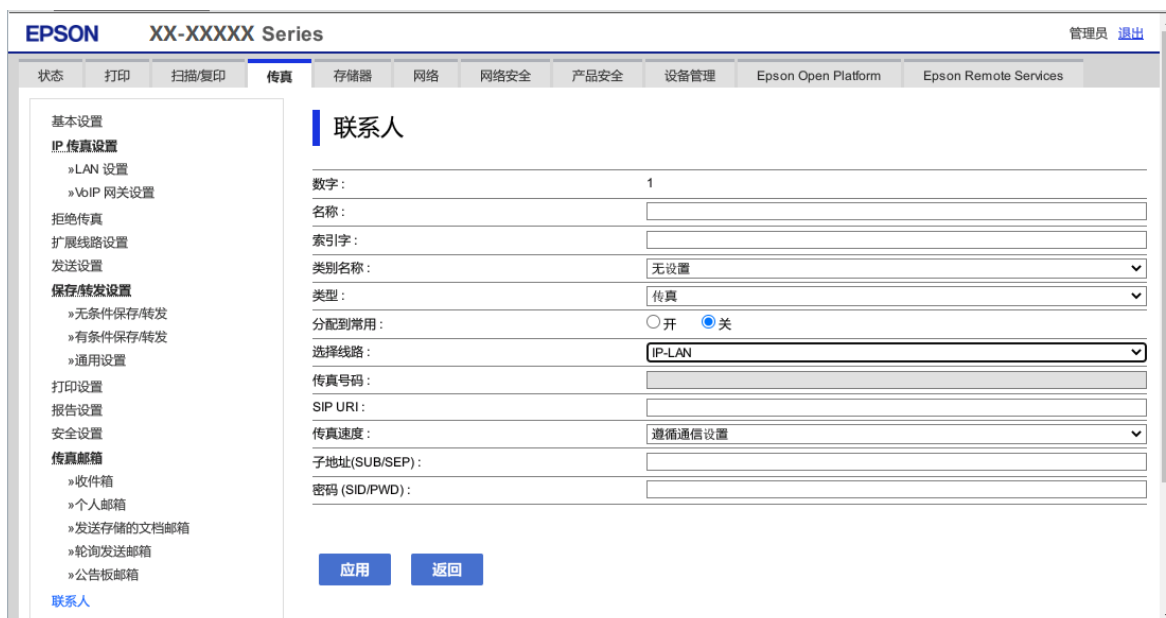 EPSON XX-XXXXX Series 管理员 退出
状态 打印 扫描/复印 传真 存储器 网络 网络安全 产品安全 设备管理 Epson Open Platform Epson Remote Services
基本设置
IP 传真设置
»LAN 设置
»VoIP 网关设置
拒绝传真
扩展线路设置
发送设置
保存/转发设置
»无条件保存/转发
»有条件保存/转发
»通用设置
打印设置
报告设置
安全设置
传真邮箱
»收件箱
»个人邮箱
»发送存储的文档邮箱
»轮询发送邮箱
»公告板邮箱
联系人
联系人
数字 : 1
名称 :
索引字 :
类别名称 : 无设置
类型 : 传真
分配到常用 : 开 关
选择线路 : IP-LAN
传真号码 :
SIP URI :
传真速度 : 遵循通信设置
子地址(SUB/SEP) :
密码 (SID/PWD) :
应用 返回